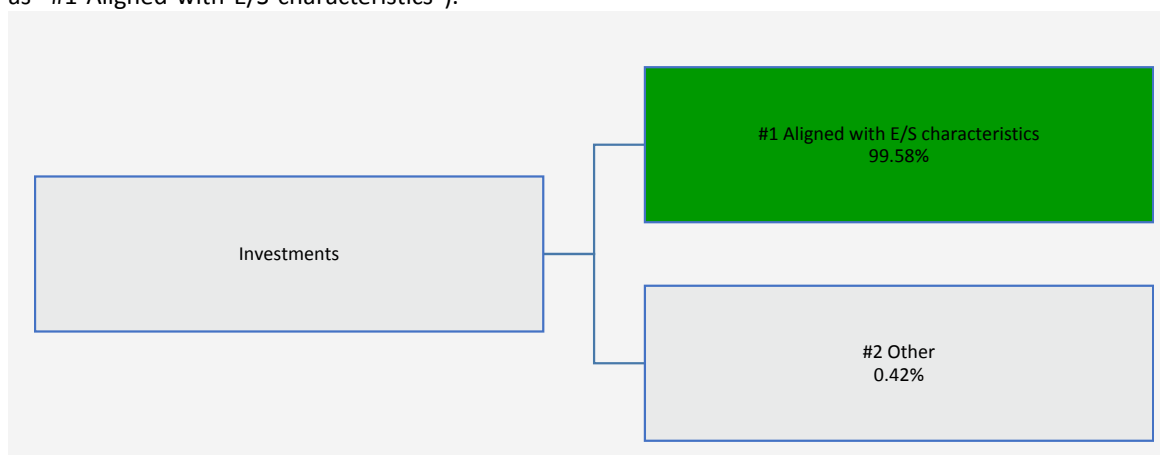 as "#1 Aligned with E/S characteristics").
Investments
#1 Aligned with E/S characteristics
99.58%
#2 Other
0.42%